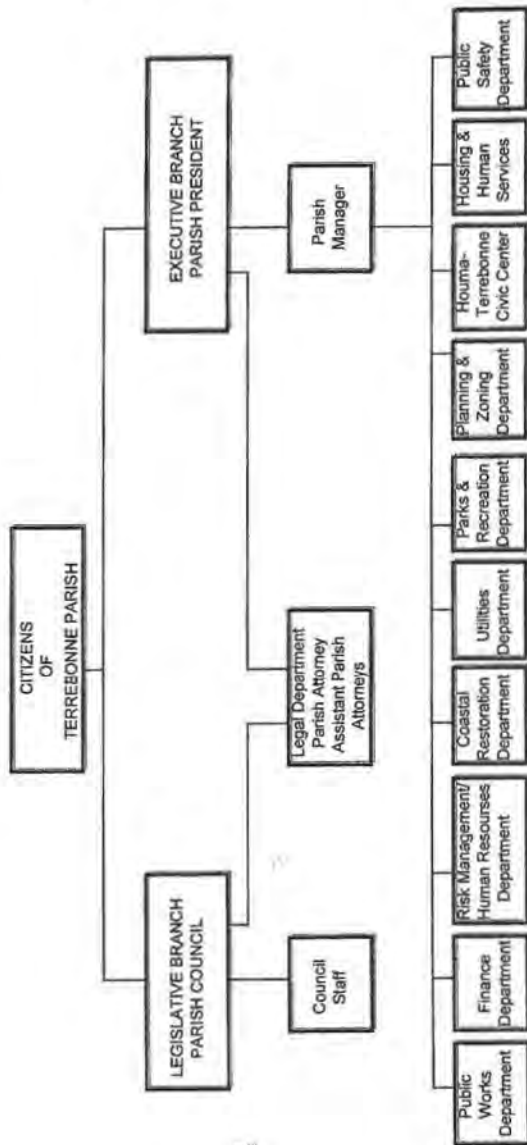 CITIZENS
OF
TERREBONNE PARISH
LEGISLATIVE BRANCH
PARISH COUNCIL
EXECUTIVE BRANCH
PARISH PRESIDENT
Council
Staff
Legal Department
Parish Attorney
Assistant Parish
Attorneys
Parish
Manager
Public
Works
Department
Finance
Department
Risk Management/
Human Resourses
Department
Coastal
Restoration
Department
Utilities
Department
Parks &
Recreation
Department
Planning &
Zoning
Department
Houma-
Terrebonne
Civic Center
Housing &
Human
Services
Public
Safety
Department